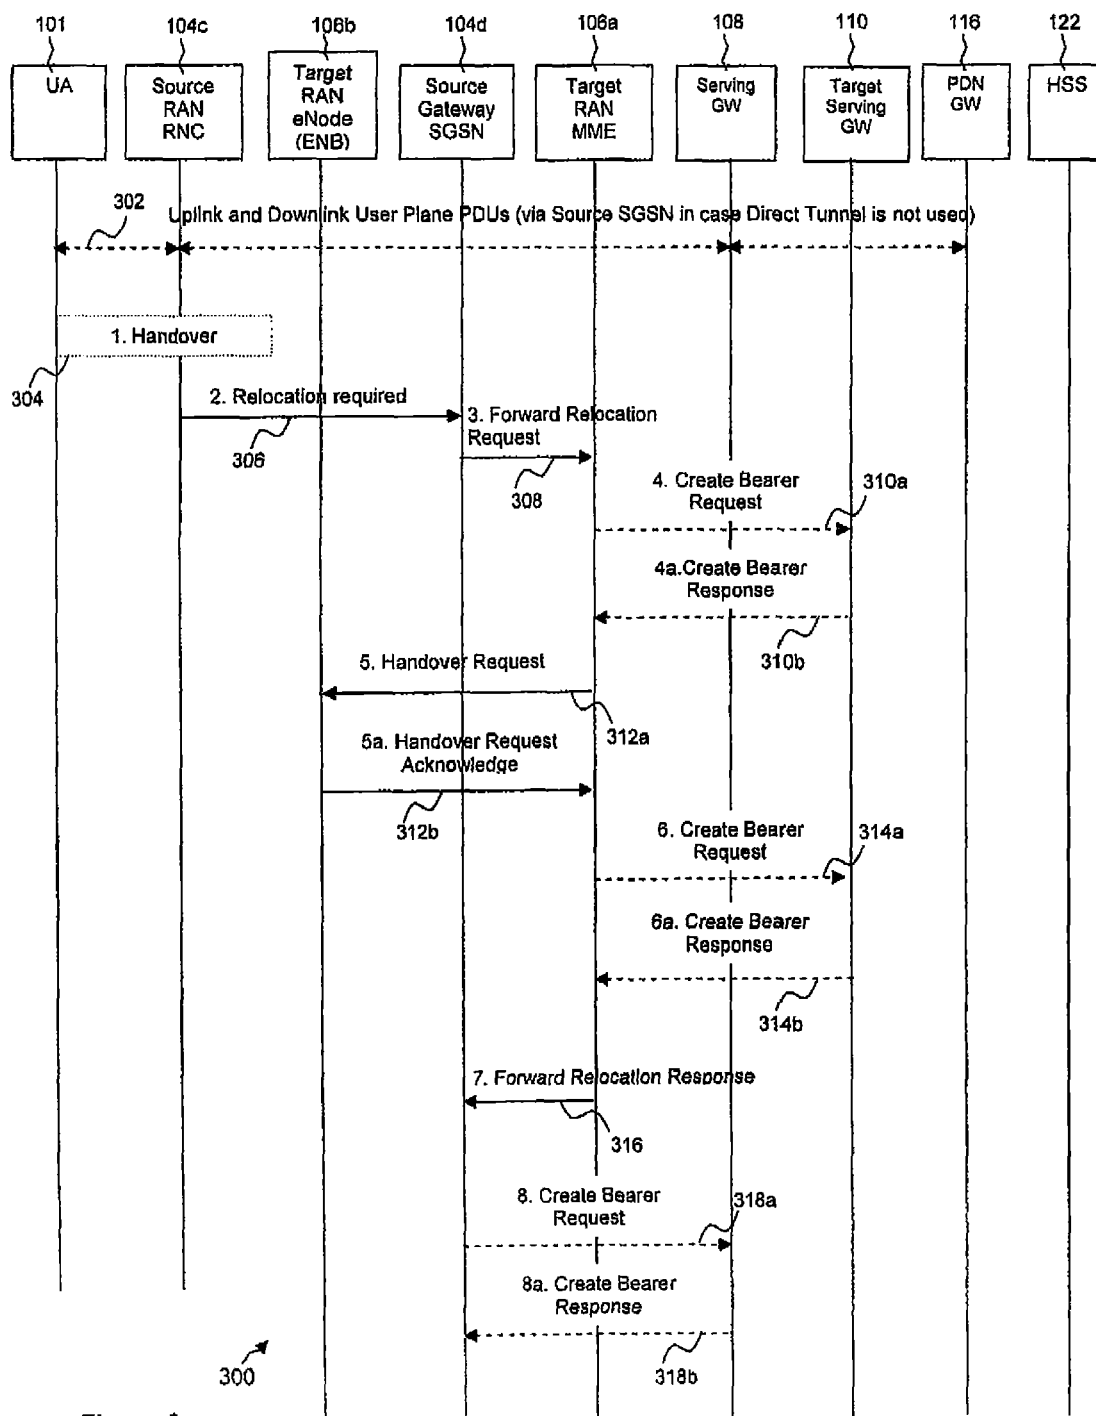 101
104c
106b
104d
106a
108
110
116
122
UA
Source
RAN
RNC
Target
RAN
eNode
(ENB)
Source
Gateway
SGSN
Target
RAN
MME
Serving
GW
Target
Serving
GW
PDN
GW
HSS
302
Uplink and Downlink User Plane PDUs (via Source SGSN in case Direct Tunnel is not used)
1. Handover
304
2. Relocation required
306
3. Forward Relocation
Request
308
4. Create Bearer
Request
310a
4a.Create Bearer
Response
310b
5. Handover Request
312a
5a. Handover Request
Acknowledge
312b
6. Create Bearer
Request
314a
6a. Create Bearer
Response
314b
7. Forward Relocation Response
316
8. Create Bearer
Request
318a
8a. Create Bearer
Response
318b
300